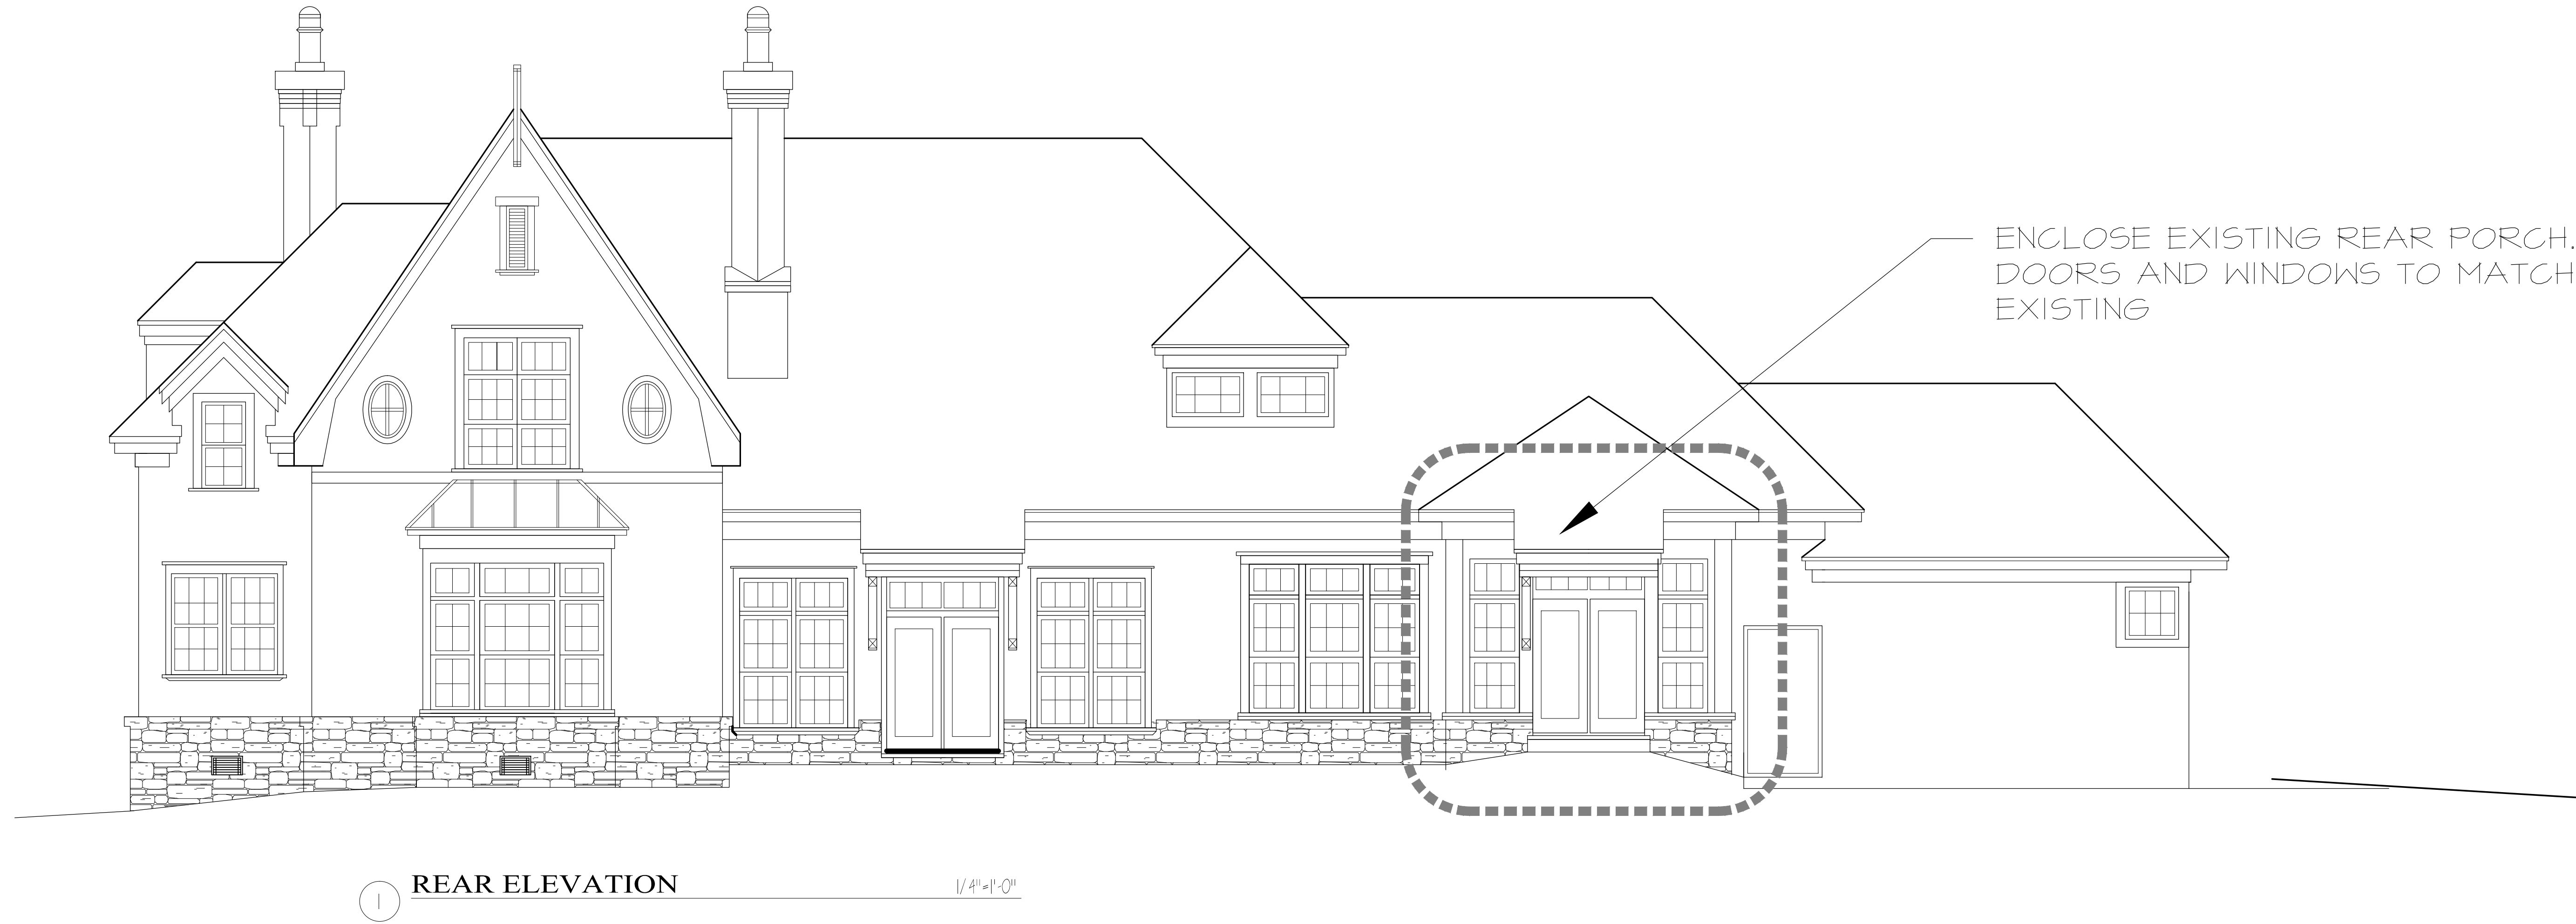 ENCLOSE EXISTING REAR PORCH.
DOORS AND WINDOWS TO MATCH
EXISTING
1 REAR ELEVATION 1/4"=1'-0"